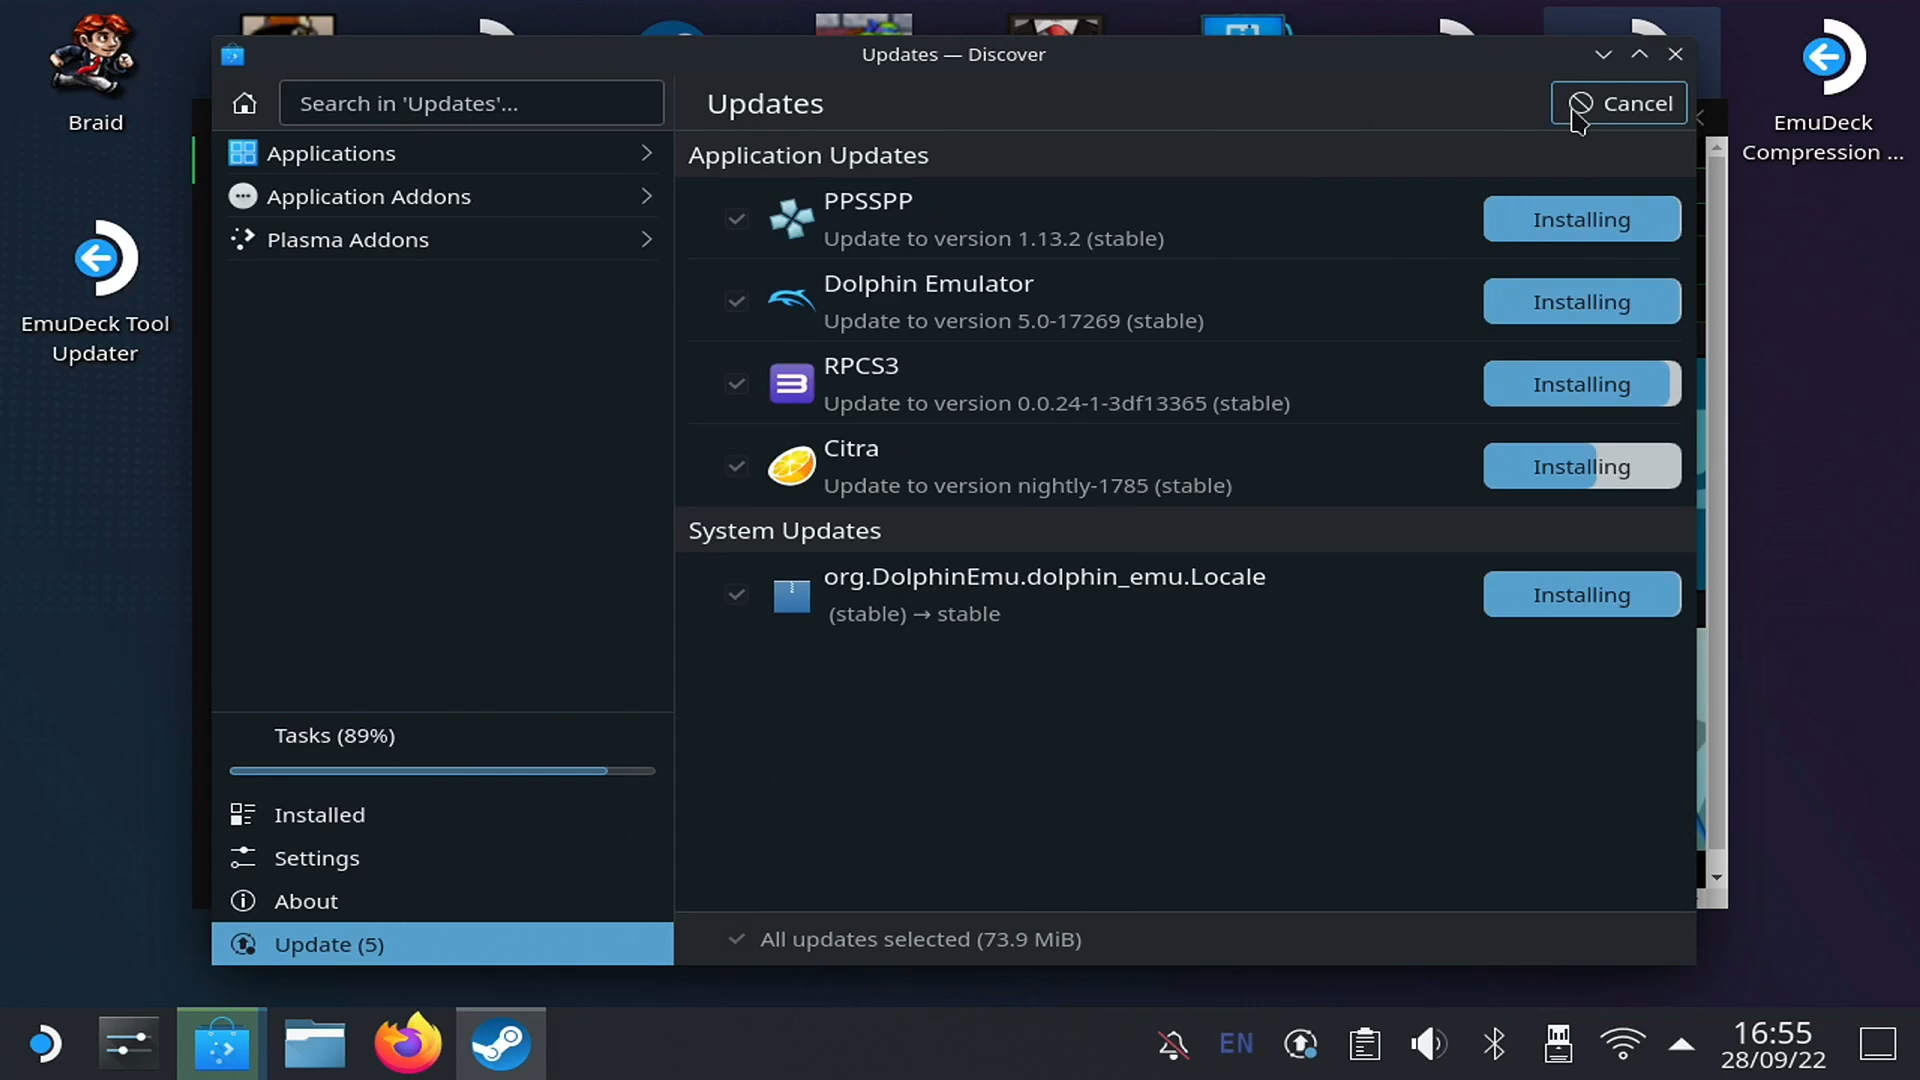 Updates — Discover
Braid
EmuDeck Tool
Updater
EmuDeck
Compression ...
Search in 'Updates'...
Applications
Application Addons
Plasma Addons
Tasks (89%)
Installed
Settings
About
Update (5)
Updates
Cancel
Application Updates
PPSSPP
Update to version 1.13.2 (stable)
Installing
Dolphin Emulator
Update to version 5.0-17269 (stable)
Installing
RPCS3
Update to version 0.0.24-1-3df13365 (stable)
Installing
Citra
Update to version nightly-1785 (stable)
Installing
System Updates
org.DolphinEmu.dolphin_emu.Locale
(stable) → stable
Installing
All updates selected (73.9 MiB)
EN
16:55
28/09/22